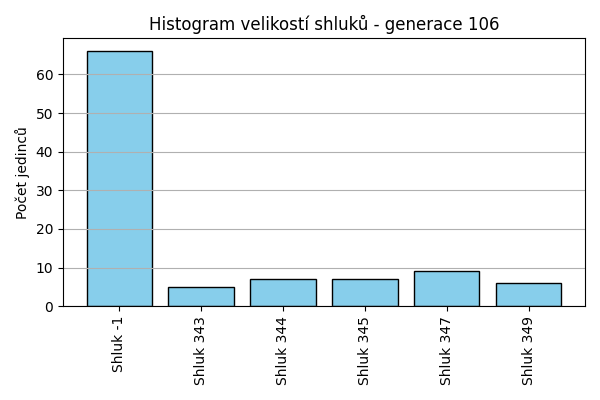 Histogram velikostí shluků - generace 106
Počet jedinců
60
50
40
30
20
10
0
Shluk -1
Shluk 343
Shluk 344
Shluk 345
Shluk 347
Shluk 349